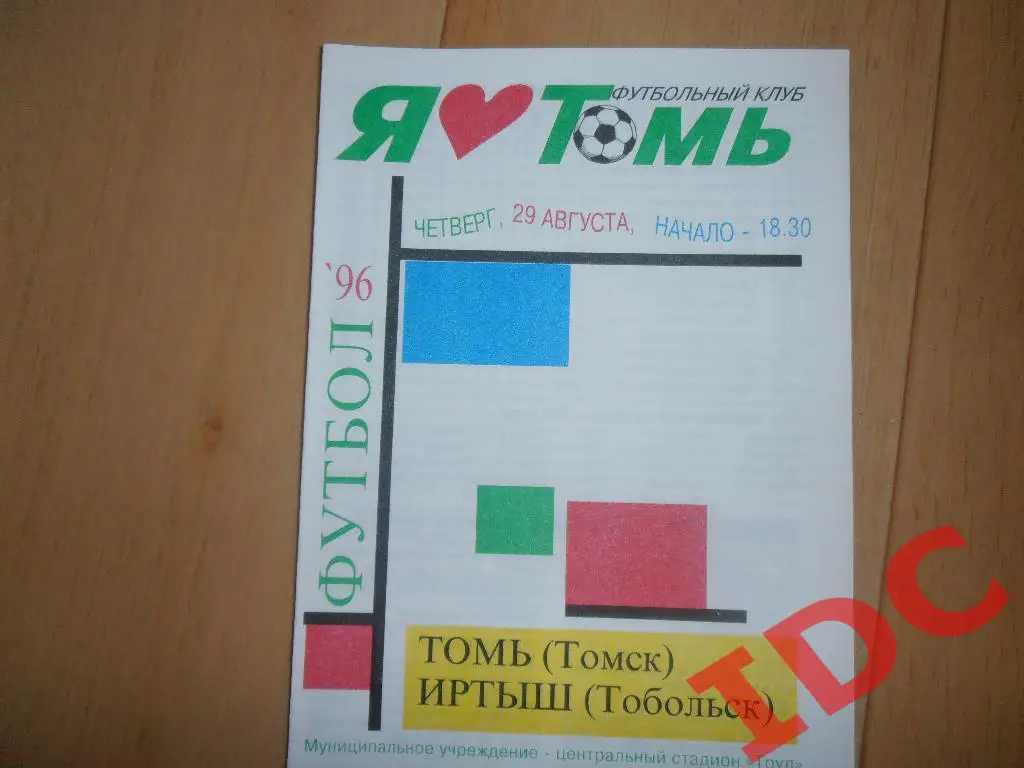 Я ТОМЬ
ФУТБОЛЬНЫЙ КЛУБ
ЧЕТВЕРГ, 29 АВГУСТА, НАЧАЛО - 18.30
ФУТБОЛ `96
ТОМЬ (Томск)
ИРТЫШ (Тобольск)
Муниципальное учреждение - центральный стадион «Труд»
IDC